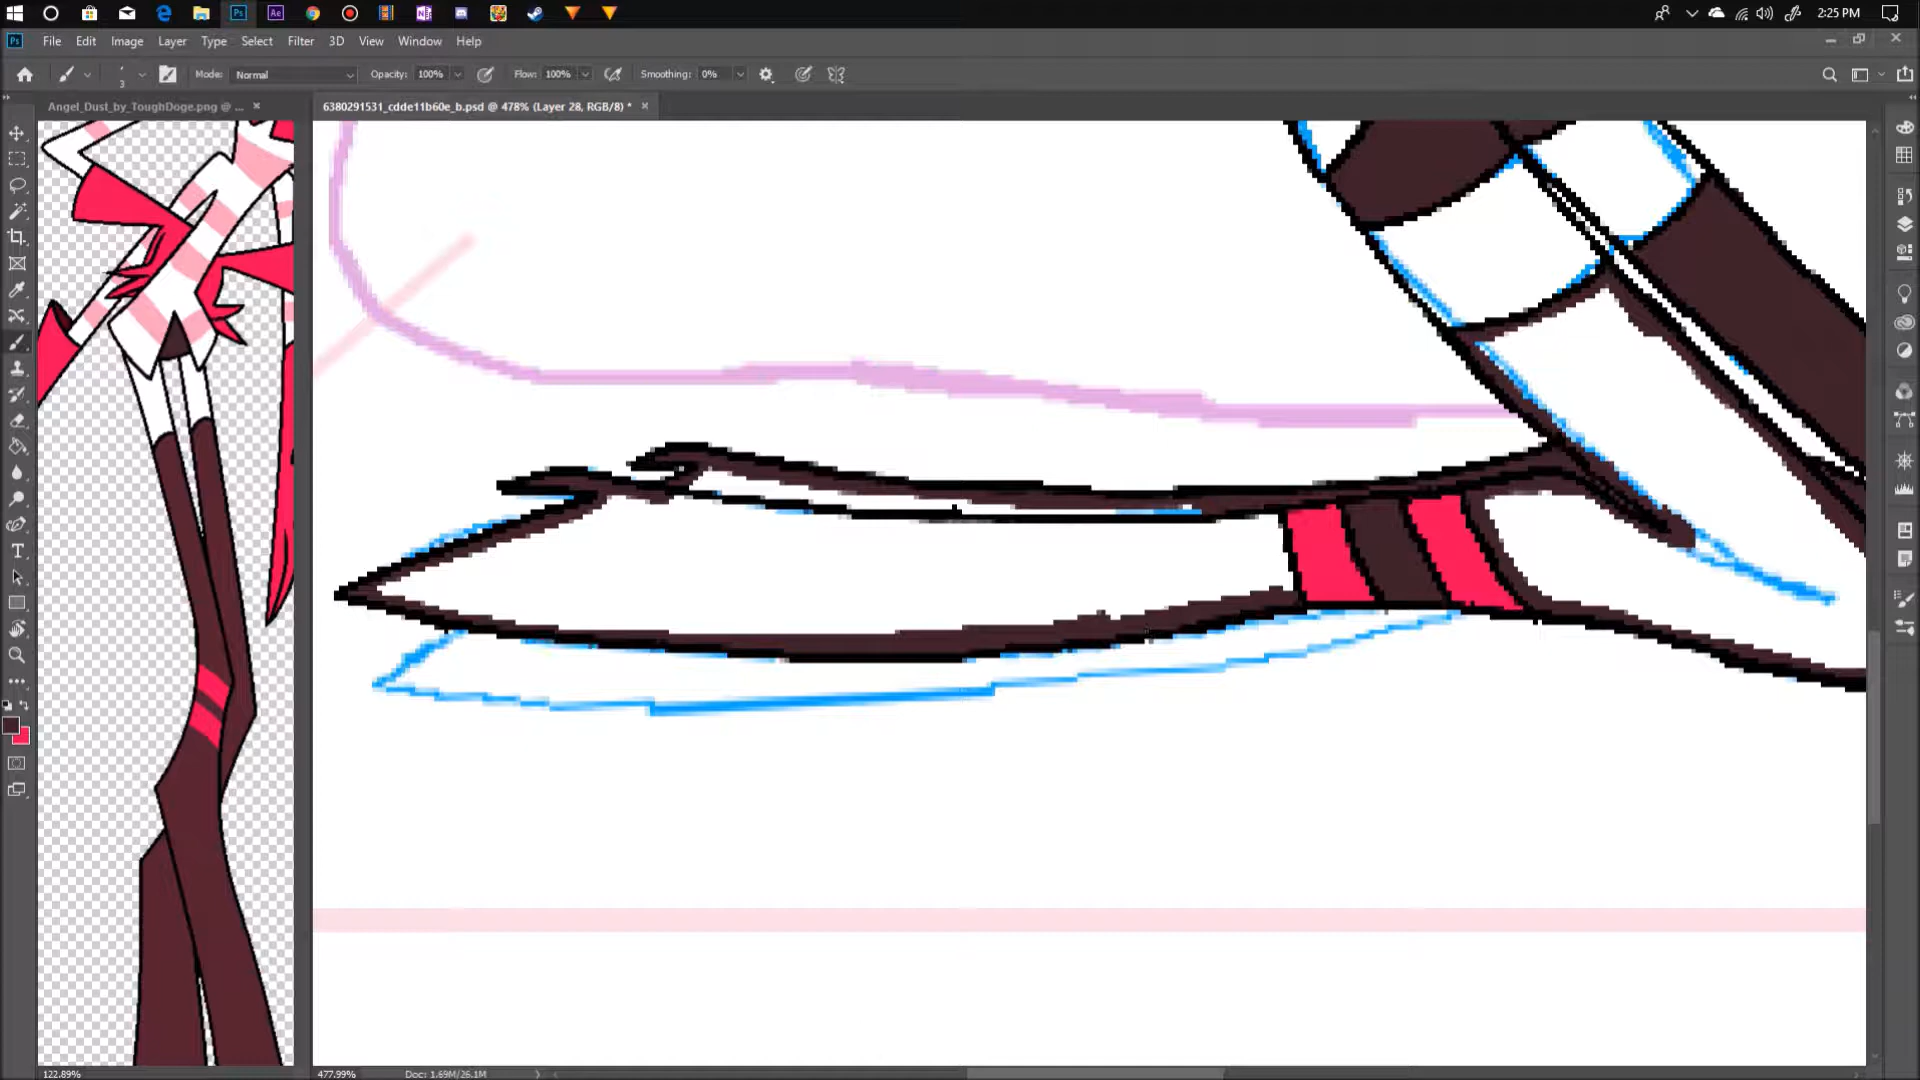 2:25 PM
File Edit Image Layer Type Select Filter 3D View Window Help
3 Mode: Normal Opacity: 100% Flow: 100% Smoothing: 0%
Angel_Dust_by_ToughDoge.png @ ... × 6380291531_cdde11b60e_b.psd @ 478% (Layer 28, RGB/8) * ×
122.89% 477.99% Doc: 1.69M/26.1M